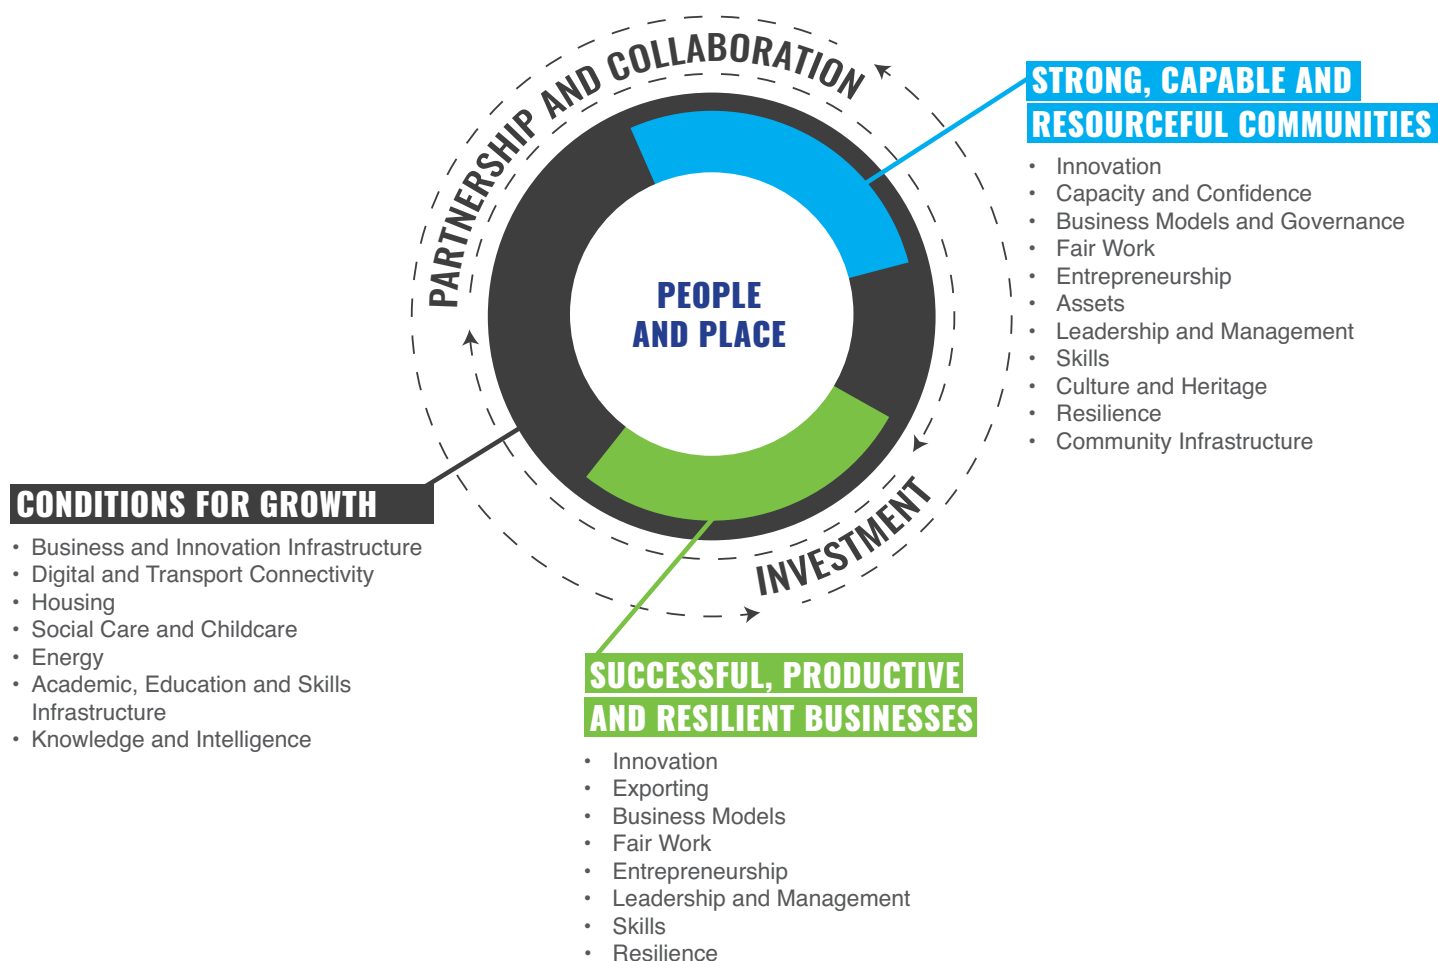 PARTNERSHIP AND COLLABORATION
STRONG, CAPABLE AND
RESOURCEFUL COMMUNITIES
• Innovation
• Capacity and Confidence
• Business Models and Governance
• Fair Work
• Entrepreneurship
• Assets
• Leadership and Management
• Skills
• Culture and Heritage
• Resilience
• Community Infrastructure
PEOPLE
AND PLACE
INVESTMENT
CONDITIONS FOR GROWTH
• Business and Innovation Infrastructure
• Digital and Transport Connectivity
• Housing
• Social Care and Childcare
• Energy
• Academic, Education and Skills
Infrastructure
• Knowledge and Intelligence
SUCCESSFUL, PRODUCTIVE
AND RESILIENT BUSINESSES
• Innovation
• Exporting
• Business Models
• Fair Work
• Entrepreneurship
• Leadership and Management
• Skills
• Resilience